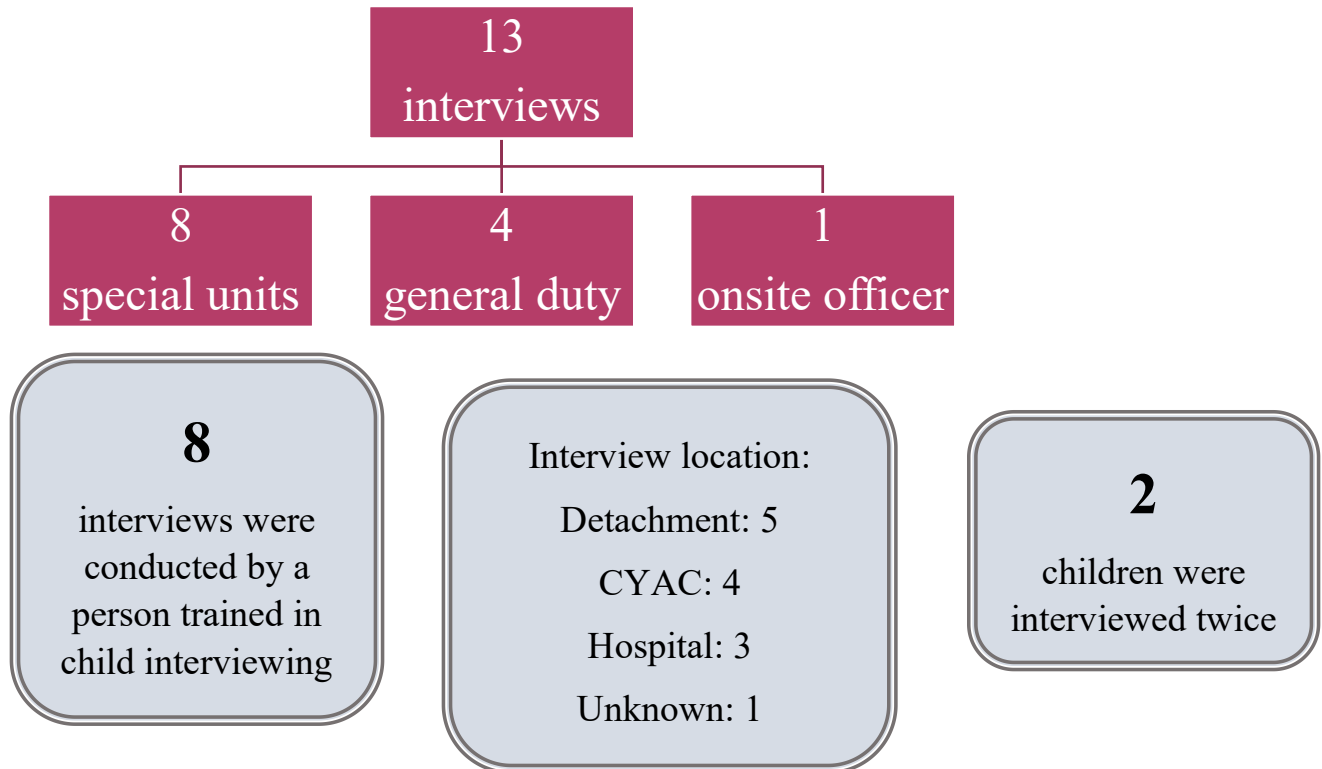 13
interviews
8
special units
4
general duty
1
onsite officer
8
interviews were
conducted by a
person trained in
child interviewing
Interview location:
Detachment: 5
CYAC: 4
Hospital: 3
Unknown: 1
2
children were
interviewed twice